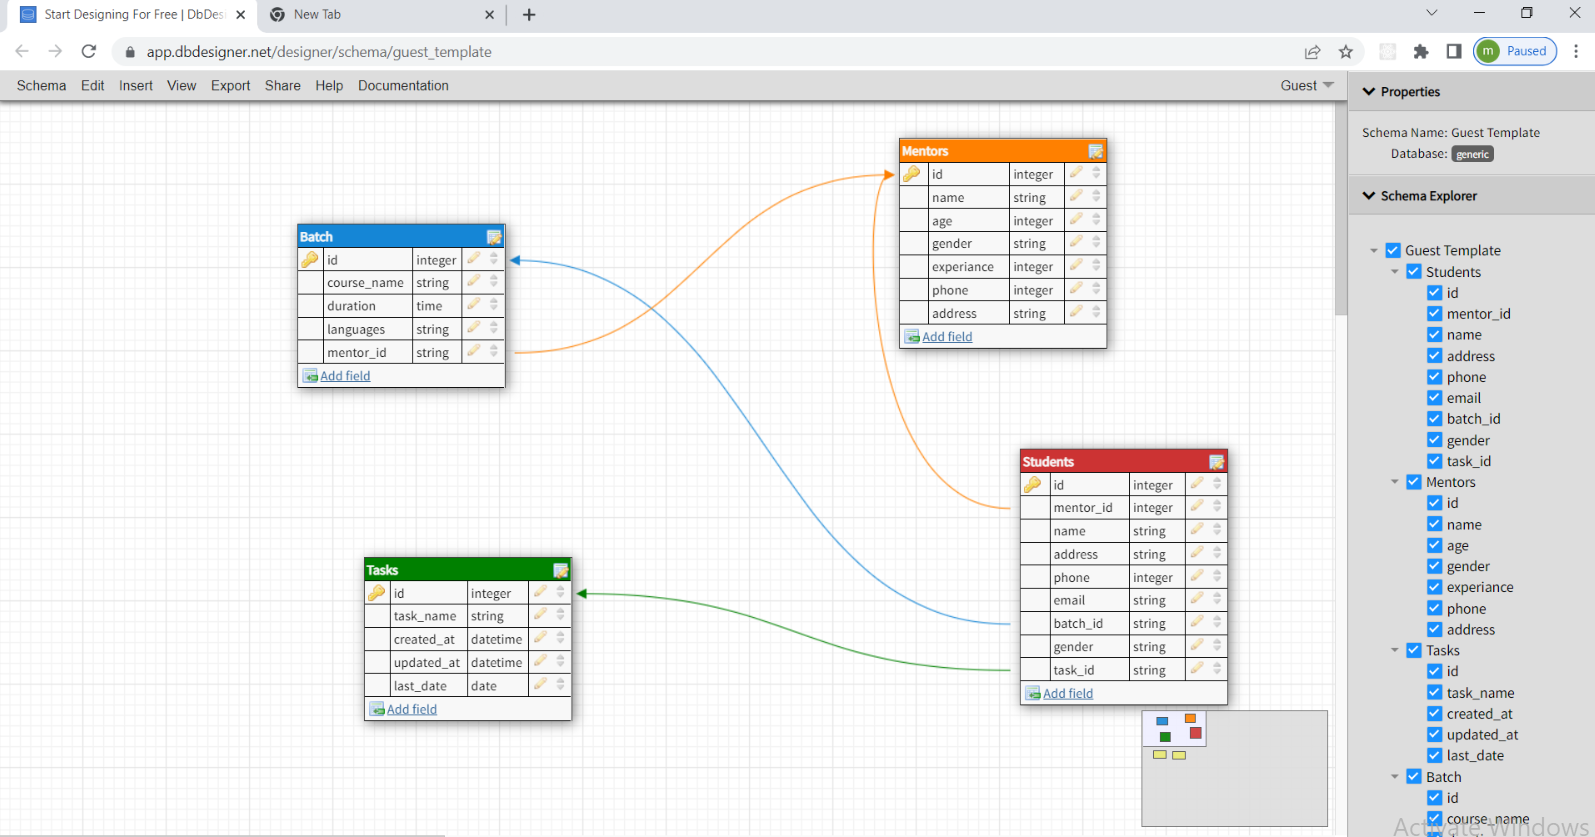 Start Designing For Free | DbDesi
New Tab
app.dbdesigner.net/designer/schema/guest_template
m Paused
Schema Edit Insert View Export Share Help Documentation
Guest
Properties
Schema Name: Guest Template
Database: generic
Schema Explorer
Mentors
id integer
name string
age integer
gender string
experiance integer
phone integer
address string
Add field
Batch
id integer
course_name string
duration time
languages string
mentor_id string
Add field
Students
id integer
mentor_id integer
name string
address string
phone integer
email string
batch_id string
gender string
task_id string
Add field
Tasks
id integer
task_name string
created_at datetime
updated_at datetime
last_date date
Add field
Guest Template
Students
id
mentor_id
name
address
phone
email
batch_id
gender
task_id
Mentors
id
name
age
gender
experiance
phone
address
Tasks
id
task_name
created_at
updated_at
last_date
Batch
id
course_name
Activate Windows